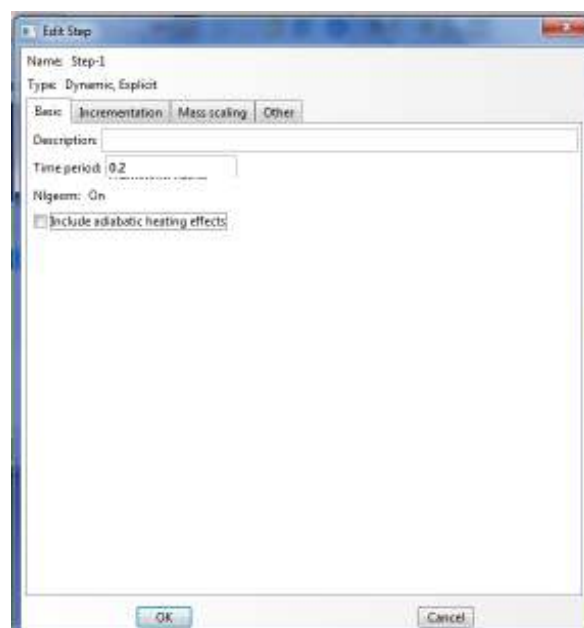 Edit Step
Name: Step-1
Type: Dynamic, Explicit
Basic Incrementation Mass scaling Other
Description:
Time period: 0.2
Nlgeom: On
Include adiabatic heating effects
OK Cancel